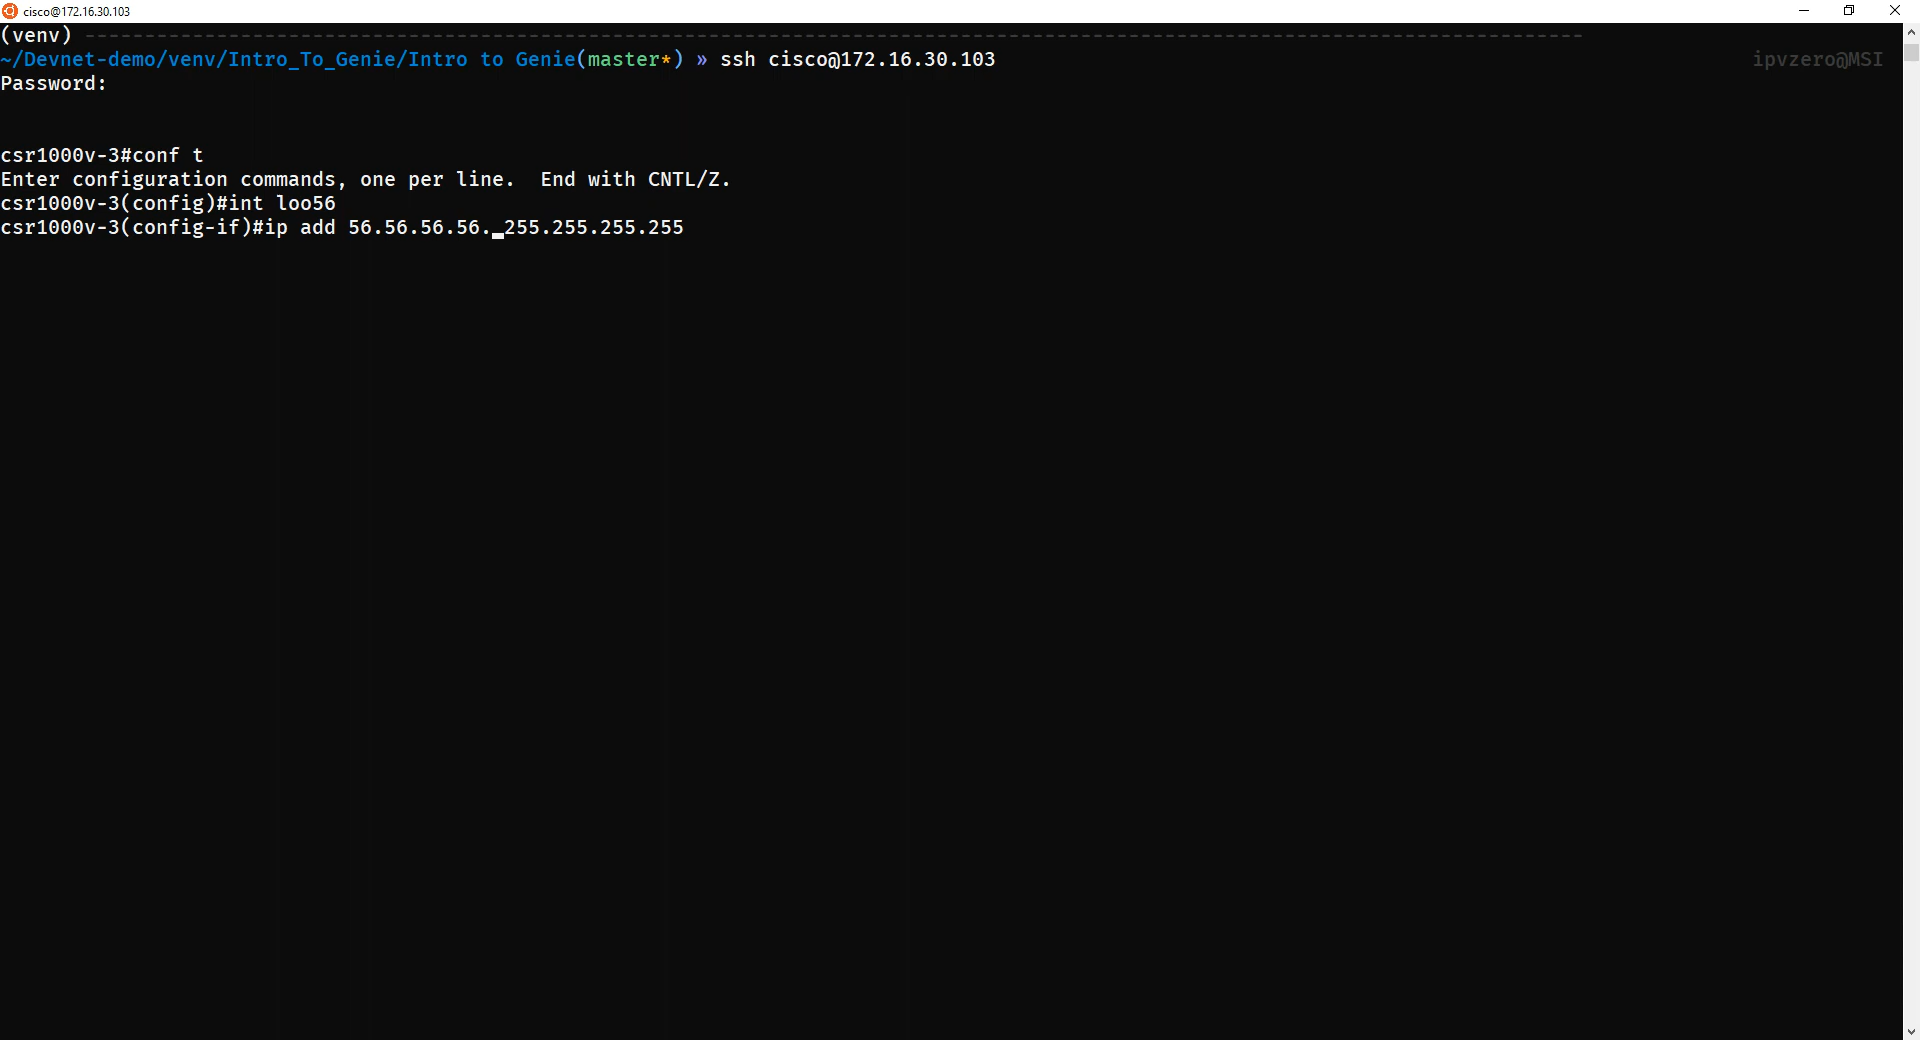 cisco@172.16.30.103
(venv) -----------------------------------------------------------------------------------------------------------------------------
~/Devnet-demo/venv/Intro_To_Genie/Intro to Genie(master*) » ssh cisco@172.16.30.103 ipvzero@MSI
Password:
csr1000v-3#conf t
Enter configuration commands, one per line.  End with CNTL/Z.
csr1000v-3(config)#int loo56
csr1000v-3(config-if)#ip add 56.56.56.56._255.255.255.255